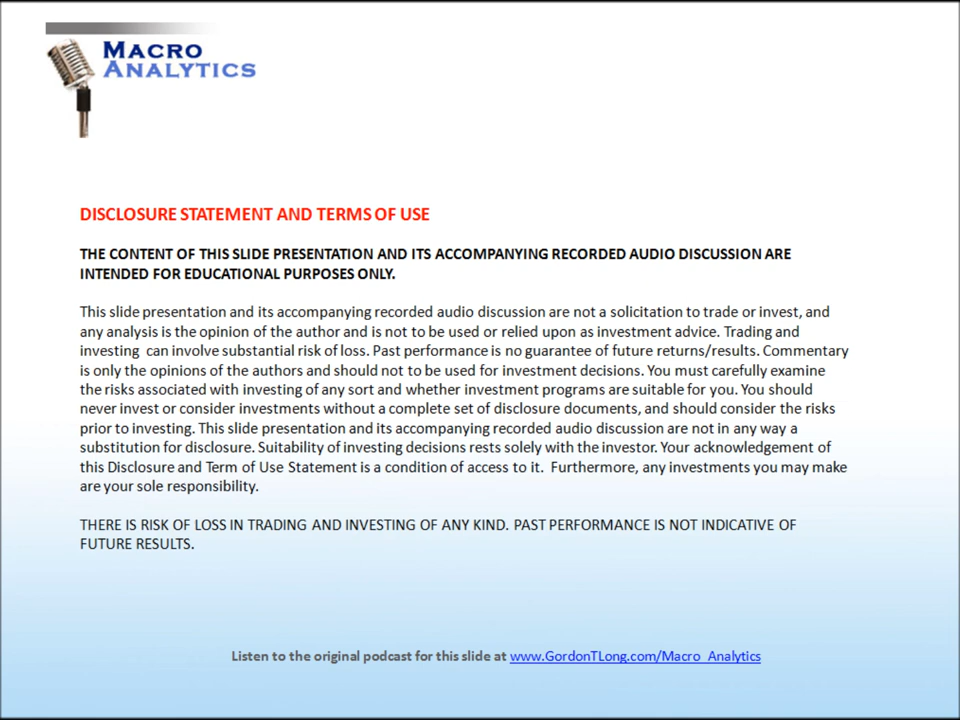 MACRO
ANALYTICS
DISCLOSURE STATEMENT AND TERMS OF USE
THE CONTENT OF THIS SLIDE PRESENTATION AND ITS ACCOMPANYING RECORDED AUDIO DISCUSSION ARE
INTENDED FOR EDUCATIONAL PURPOSES ONLY.
This slide presentation and its accompanying recorded audio discussion are not a solicitation to trade or invest, and
any analysis is the opinion of the author and is not to be used or relied upon as investment advice. Trading and
investing can involve substantial risk of loss. Past performance is no guarantee of future returns/results. Commentary
is only the opinions of the authors and should not to be used for investment decisions. You must carefully examine
the risks associated with investing of any sort and whether investment programs are suitable for you. You should
never invest or consider investments without a complete set of disclosure documents, and should consider the risks
prior to investing. This slide presentation and its accompanying recorded audio discussion are not in any way a
substitution for disclosure. Suitability of investing decisions rests solely with the investor. Your acknowledgement of
this Disclosure and Term of Use Statement is a condition of access to it. Furthermore, any investments you may make
are your sole responsibility.
THERE IS RISK OF LOSS IN TRADING AND INVESTING OF ANY KIND. PAST PERFORMANCE IS NOT INDICATIVE OF
FUTURE RESULTS.
Listen to the original podcast for this slide at www.GordonTLong.com/Macro_Analytics